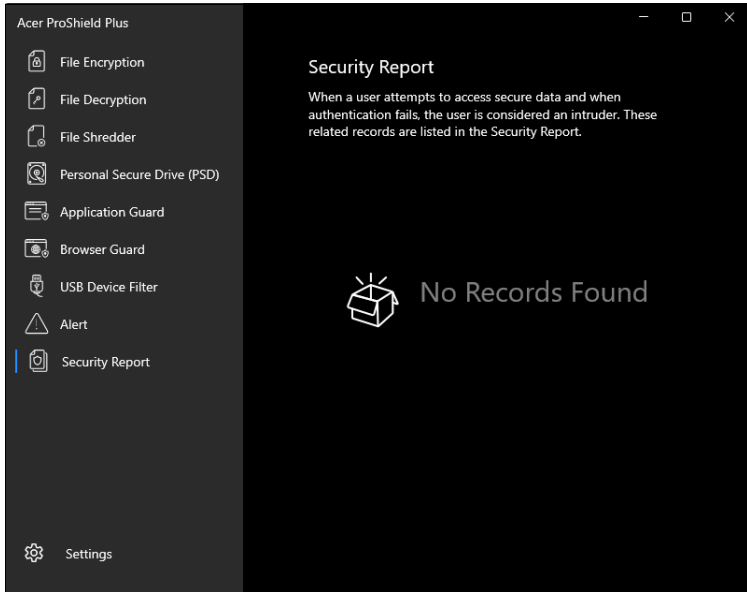 Acer ProShield Plus
File Encryption
File Decryption
File Shredder
Personal Secure Drive (PSD)
Application Guard
Browser Guard
USB Device Filter
Alert
Security Report
Settings
Security Report
When a user attempts to access secure data and when
authentication fails, the user is considered an intruder. These
related records are listed in the Security Report.
No Records Found